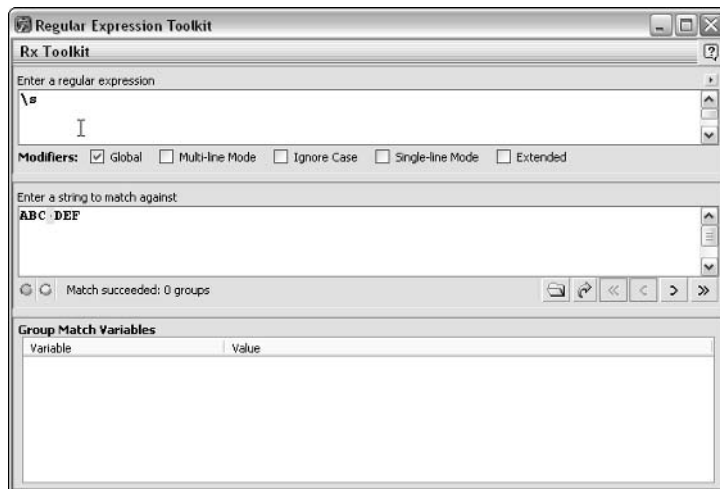 Regular Expression Toolkit
Rx Toolkit
Enter a regular expression
\s
Modifiers: Global Multi-line Mode Ignore Case Single-line Mode Extended
Enter a string to match against
ABC DEF
Match succeeded: 0 groups
Group Match Variables
Variable Value